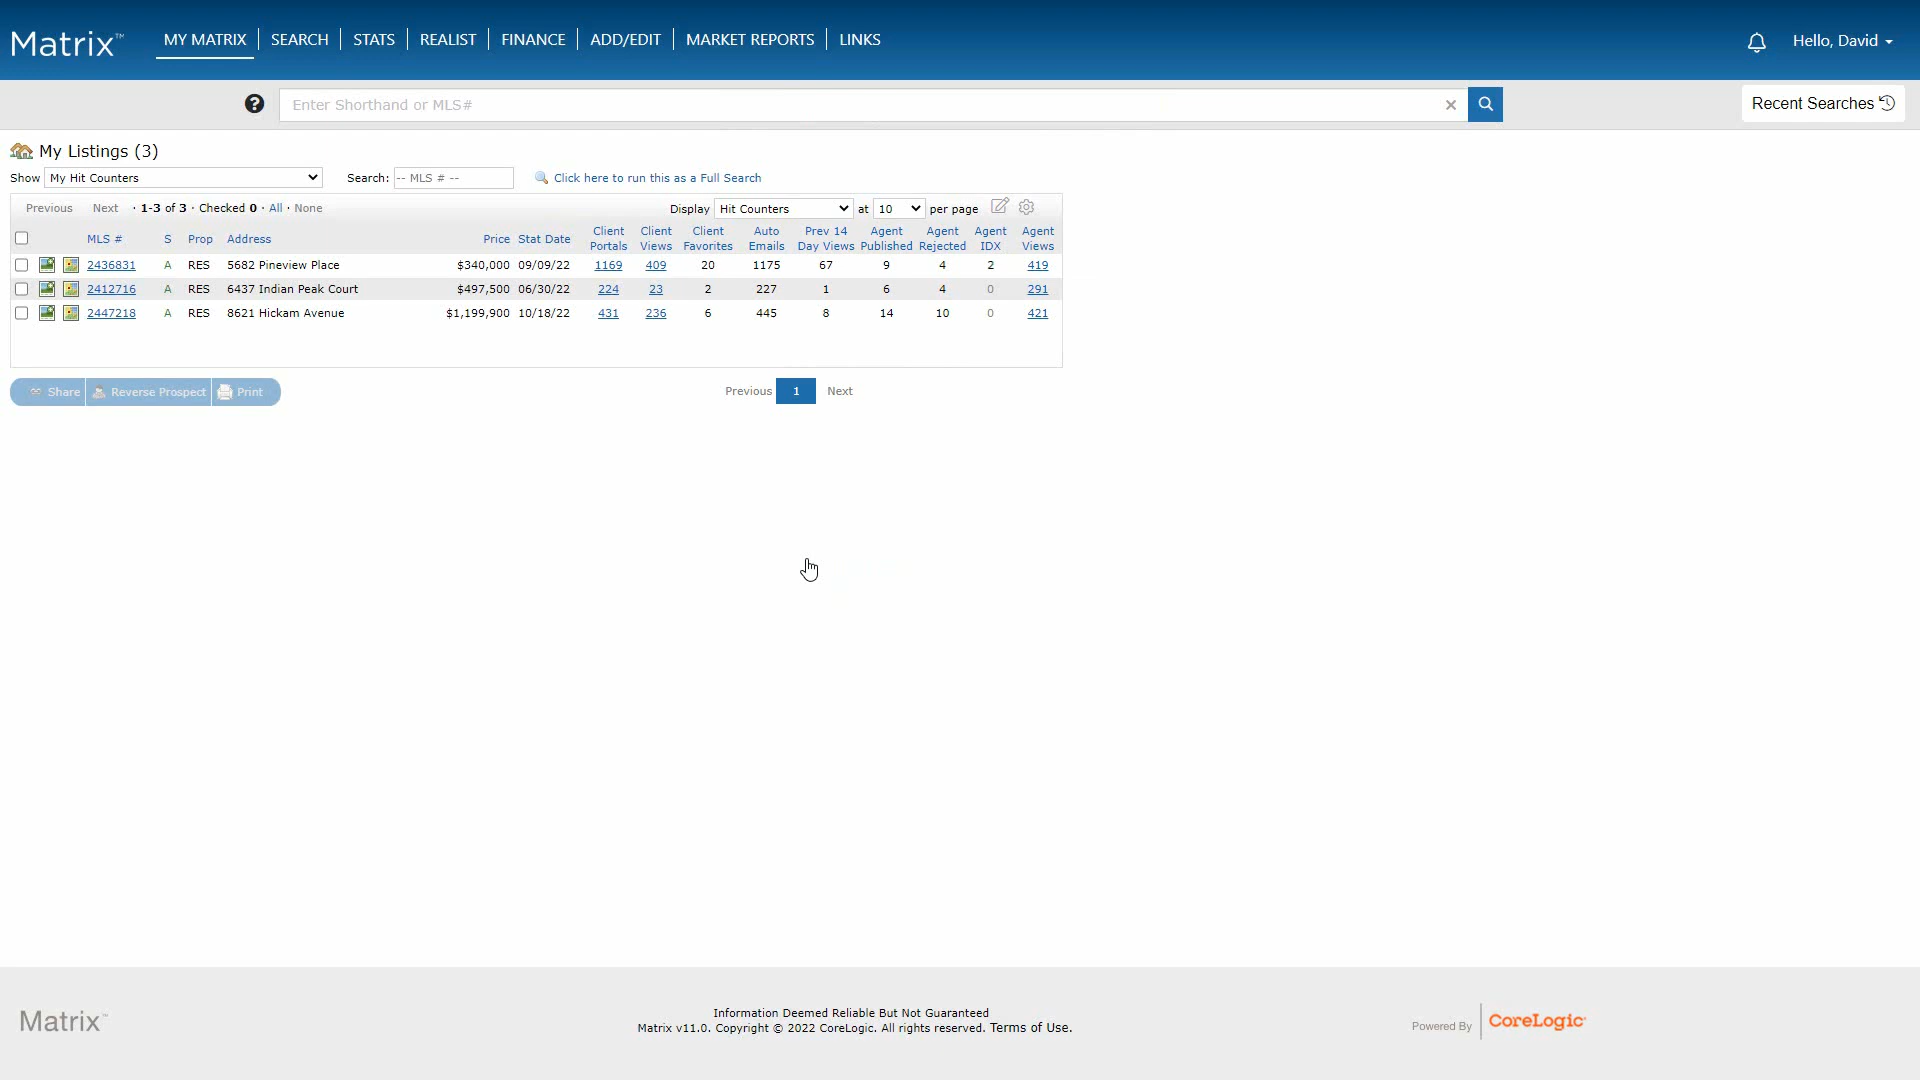 Matrix™ MY MATRIX SEARCH STATS REALIST FINANCE ADD/EDIT MARKET REPORTS LINKS Hello, David
? Enter Shorthand or MLS# × Recent Searches
My Listings (3)
Show My Hit Counters Search: -- MLS # -- Click here to run this as a Full Search
Previous Next · 1-3 of 3 · Checked 0 · All · None Display Hit Counters at 10 per page
MLS # S Prop Address Price Stat Date Client Portals Client Views Client Favorites Auto Emails Prev 14 Day Views Agent Published Agent Rejected Agent IDX Agent Views
2436831 A RES 5682 Pineview Place $340,000 09/09/22 1169 409 20 1175 67 9 4 2 419
2412716 A RES 6437 Indian Peak Court $497,500 06/30/22 224 23 2 227 1 6 4 0 291
2447218 A RES 8621 Hickam Avenue $1,199,900 10/18/22 431 236 6 445 8 14 10 0 421
Share Reverse Prospect Print Previous 1 Next
Information Deemed Reliable But Not Guaranteed
Matrix™ Matrix v11.0. Copyright © 2022 CoreLogic. All rights reserved. Terms of Use. Powered By CoreLogic